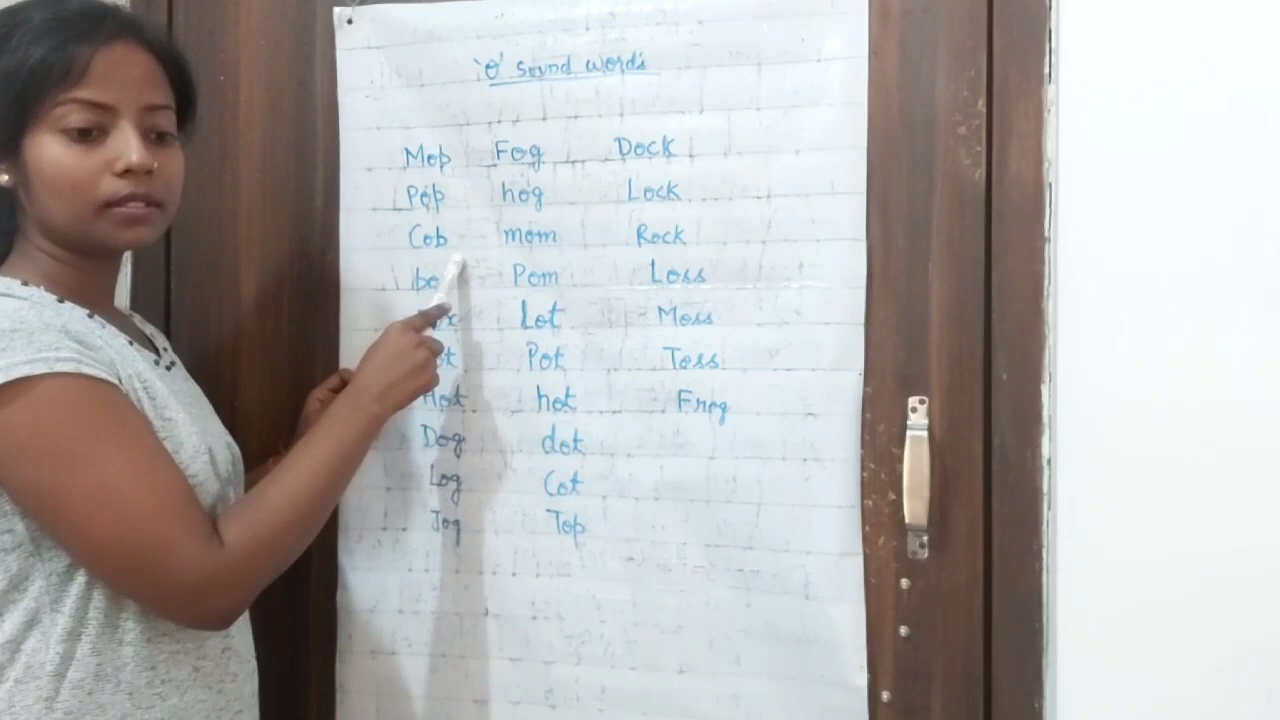 'O' Sound Words
Mop Fog Dock
Pop hog Lock
Cob mom Rock
Pom Loss
Lot Moss
Pot Toss
Hot hot Frog
Dog dot
Log Cot
Jog Top